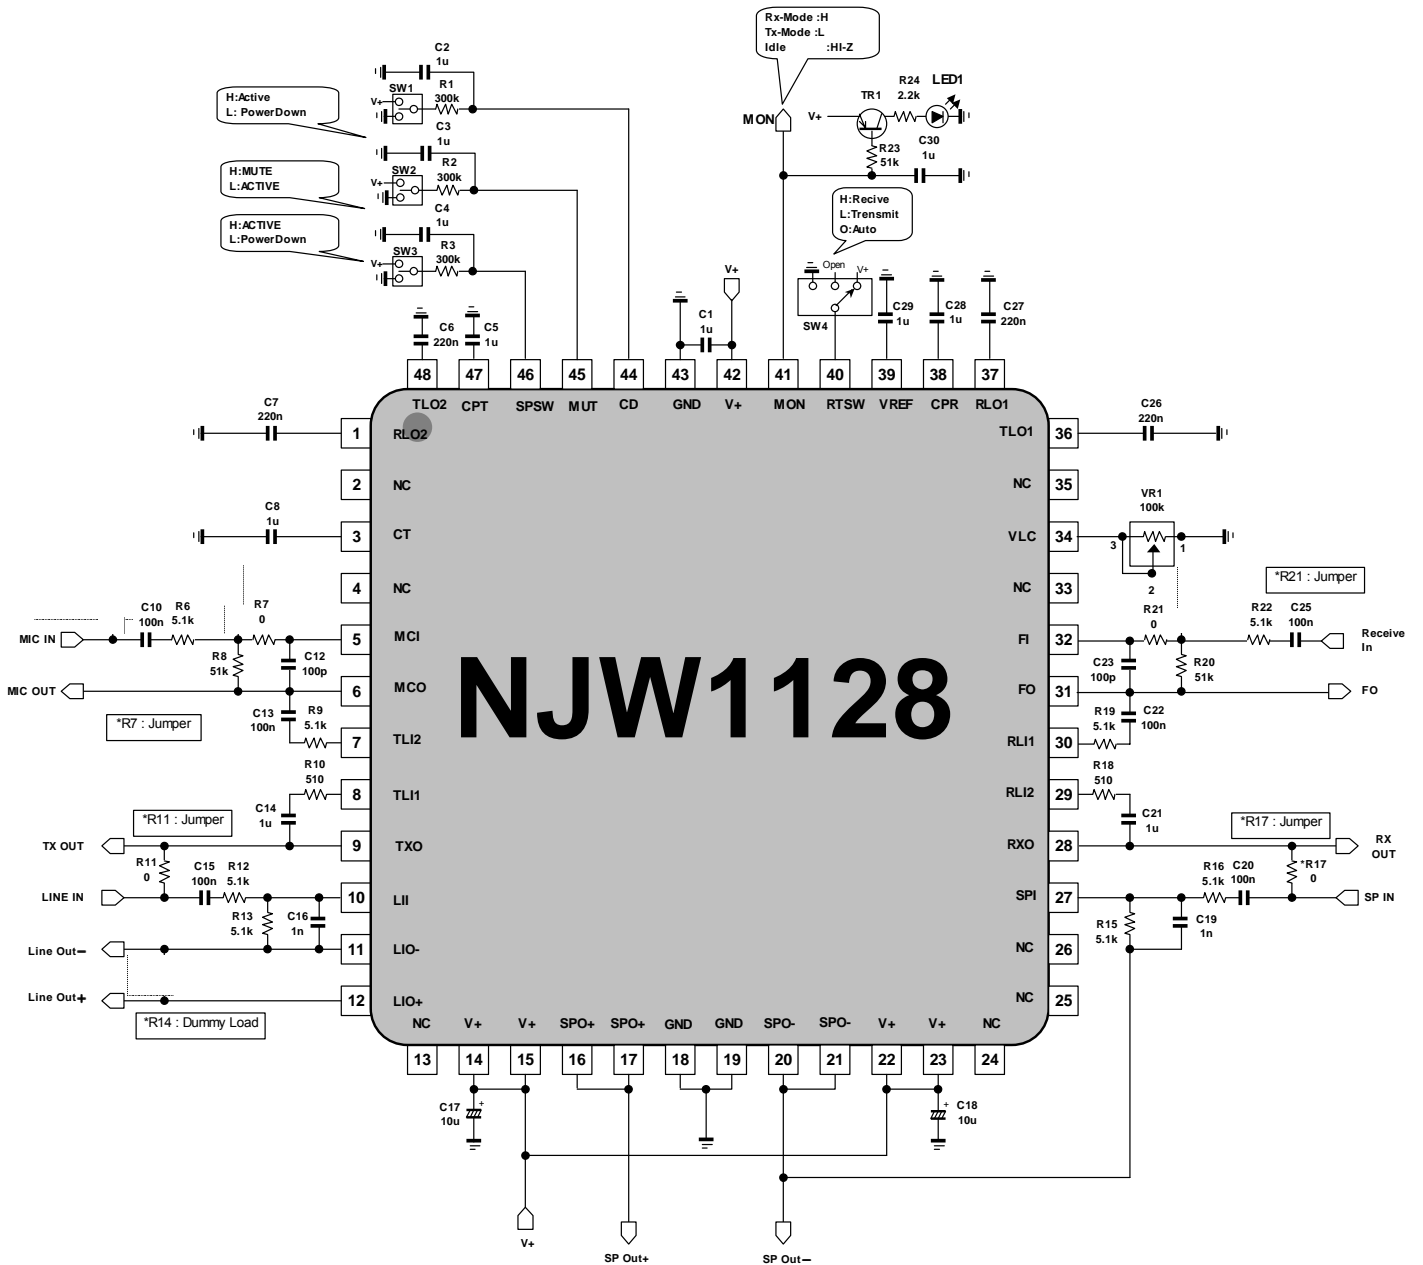 Rx-Mode :H
Tx-Mode :L
Idle :HI-Z
C2
1u
R1
300k
SW1
V+
H:Active
L: PowerDown
C3
1u
R2
300k
SW2
V+
H:MUTE
L:ACTIVE
C4
1u
R3
300k
SW3
V+
H:ACTIVE
L:PowerDown
MON
V+
TR1
R24
2.2k
LED1
R23
51k
C30
1u
H:Recive
L:Trensmit
O:Auto
Open
V+
SW4
V+
C1
1u
C6
220n
C5
1u
C29
1u
C28
1u
C27
220n
48 47 46 45 44 43 42 41 40 39 38 37
TLO2 CPT SPSW MUT CD GND V+ MON RTSW VREF CPR RLO1
C7
220n
1 RLO2
TLO1 36
C26
220n
2 NC
NC 35
C8
1u
3 CT
VLC 34
VR1
100k
3
1
2
4 NC
NC 33
*R21 : Jumper
MIC IN
C10
100n
R6
5.1k
R7
0
R8
51k
C12
100p
5 MCI
FI 32
R21
0
R22
5.1k
C25
100n
Receive
In
C23
100p
R20
51k
MIC OUT
6 MCO
FO 31
FO
*R7 : Jumper
C13
100n
R9
5.1k
7 TLI2
RLI1 30
R19
5.1k
C22
100n
NJW1128
R10
510
8 TLI1
RLI2 29
R18
510
C14
1u
C21
1u
*R11 : Jumper
*R17 : Jumper
TX OUT
9 TXO
RXO 28
RX
OUT
R11
0
C15
100n
R12
5.1k
R16
5.1k
C20
100n
*R17
0
LINE IN
10 LII
SPI 27
SP IN
R13
5.1k
C16
1n
R15
5.1k
C19
1n
Line Out-
11 LIO-
NC 26
Line Out+
12 LIO+
NC 25
*R14 : Dummy Load
NC V+ V+ SPO+ SPO+ GND GND SPO- SPO- V+ V+ NC
13 14 15 16 17 18 19 20 21 22 23 24
C17
10u
+
C18
10u
+
V+
SP Out+
SP Out-